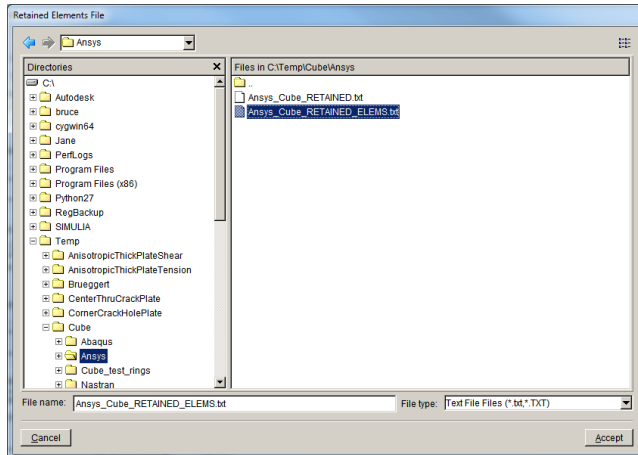 Retained Elements File
Ansys
Directories
Files in C:\Temp\Cube\Ansys
C:\
Autodesk
bruce
cygwin64
Jane
PerfLogs
Program Files
Program Files (x86)
Python27
RegBackup
SIMULIA
Temp
AnisotropicThickPlateShear
AnisotropicThickPlateTension
Brueggert
CenterThruCrackPlate
CornerCrackHolePlate
Cube
Abaqus
Ansys
Cube_test_rings
Nastran
..
Ansys_Cube_RETAINED.txt
Ansys_Cube_RETAINED_ELEMS.txt
File name: Ansys_Cube_RETAINED_ELEMS.txt
File type: Text File Files (*.txt,*.TXT)
Cancel
Accept